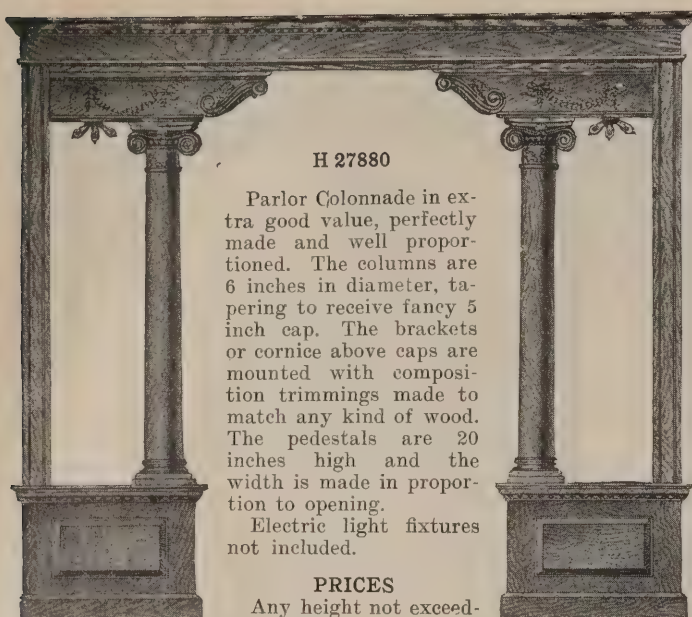 H 27880
Parlor Colonnade in ex-
tra good value, perfectly
made and well propor-
tioned. The columns are
6 inches in diameter, ta-
pering to receive fancy 5
inch cap. The brackets
or cornice above caps are
mounted with composi-
tion trimmings made to
match any kind of wood.
The pedestals are 20
inches high and the
width is made in propor-
tion to opening.
Electric light fixtures
not included.
PRICES
Any height not exceed-